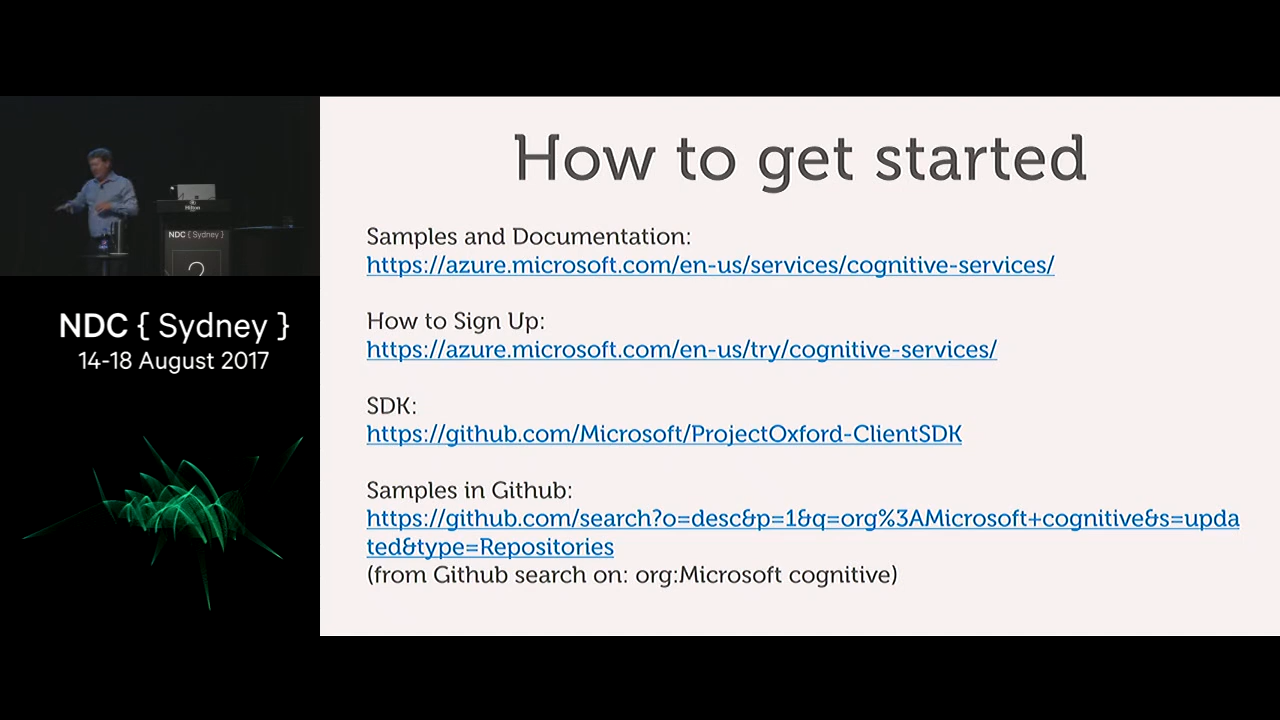 How to get started
Samples and Documentation:
https://azure.microsoft.com/en-us/services/cognitive-services/
How to Sign Up:
https://azure.microsoft.com/en-us/try/cognitive-services/
SDK:
https://github.com/Microsoft/ProjectOxford-ClientSDK
Samples in Github:
https://github.com/search?o=desc&p=1&q=org%3AMicrosoft+cognitive&s=upda
ted&type=Repositories
(from Github search on: org:Microsoft cognitive)
Hilton
NDC { Sydney }
2
NDC { Sydney }
14-18 August 2017